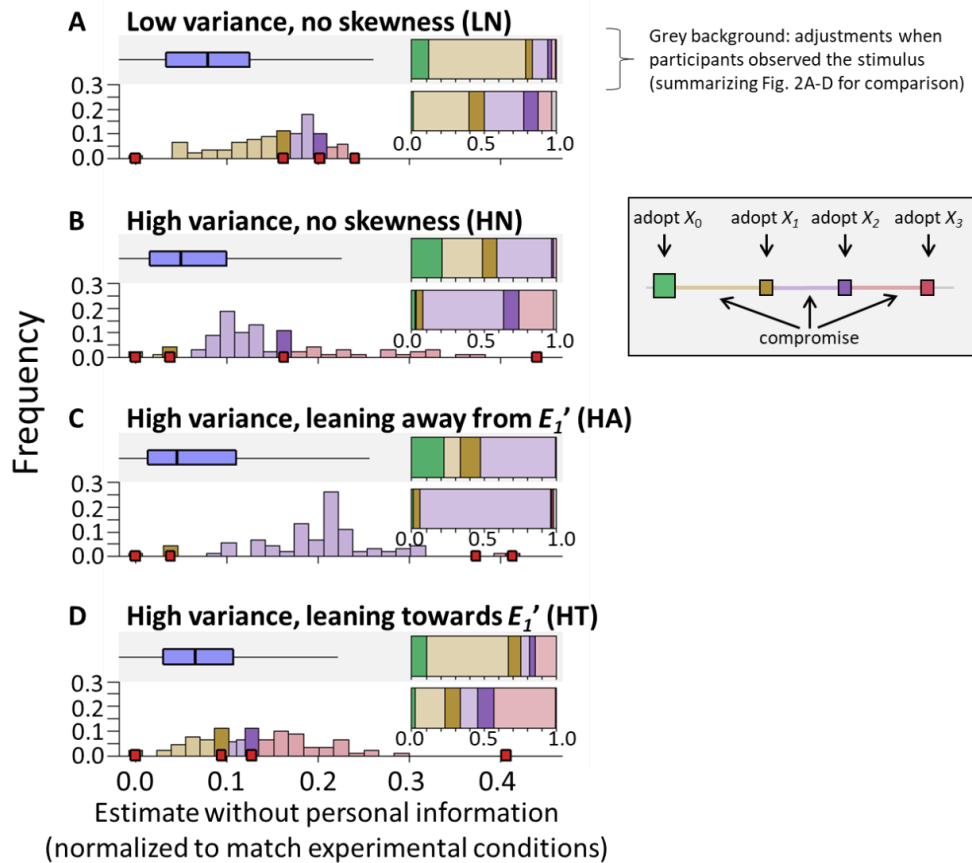 A Low variance, no skewness (LN)
Grey background: adjustments when
participants observed the stimulus
(summarizing Fig. 2A-D for comparison)
0.3
0.2
0.1
0.0
0.0 0.5 1.0
B High variance, no skewness (HN)
0.3
0.2
0.1
0.0
0.0 0.5 1.0
adopt X0 adopt X1 adopt X2 adopt X3
compromise
Frequency
C High variance, leaning away from E1' (HA)
0.3
0.2
0.1
0.0
0.0 0.5 1.0
D High variance, leaning towards E1' (HT)
0.3
0.2
0.1
0.0
0.0 0.5 1.0
0.0 0.1 0.2 0.3 0.4
Estimate without personal information
(normalized to match experimental conditions)